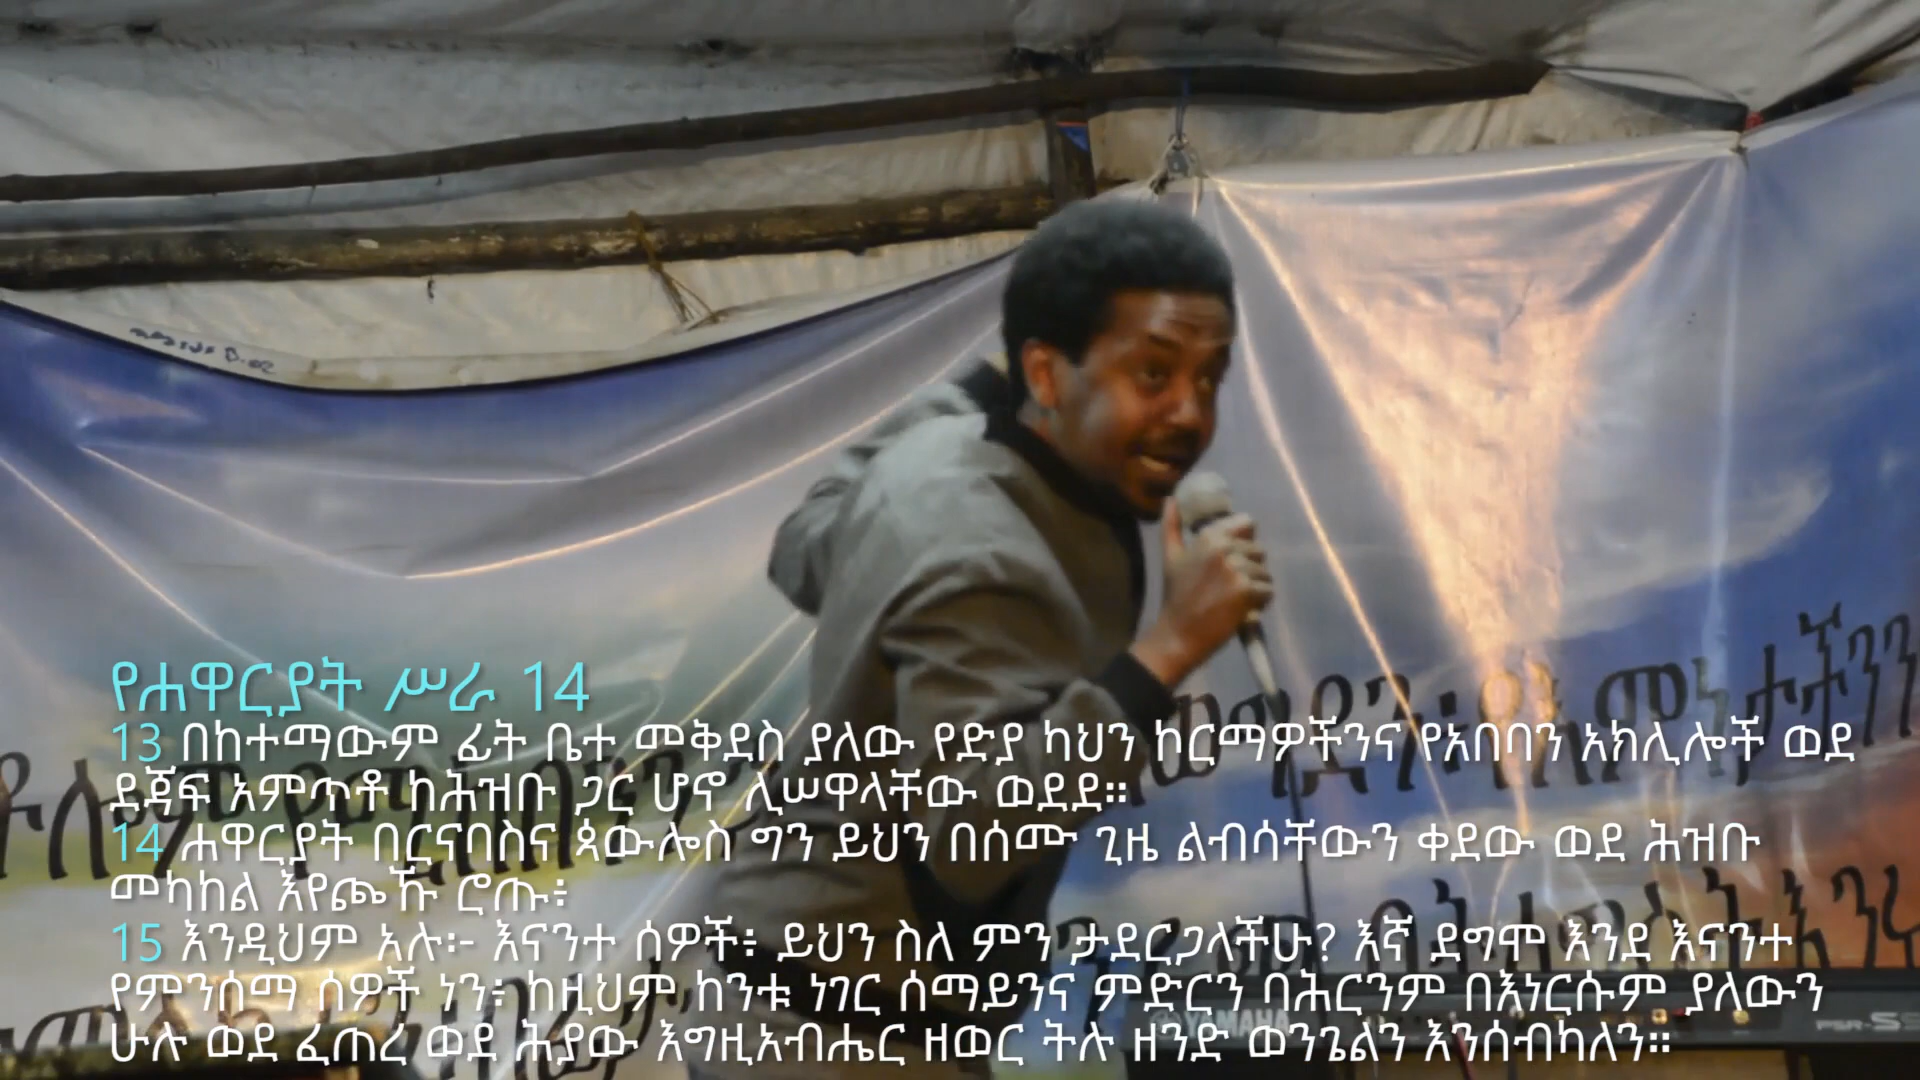 የሐዋርያት ሥራ 14
13 በከተማውም ፊት ቤተ መቅደስ ያለው የድያ ካህን ኮርማዎችንና የአበባን አክሊሎች ወደ
ደጃፍ አምጥቶ ከሕዝቡ ጋር ሆኖ ሊሠዋላቸው ወደደ።
14 ሐዋርያት በርናባስና ጳውሎስ ግን ይህን በሰሙ ጊዜ ልብሳቸውን ቀደው ወደ ሕዝቡ
መካከል እየጮኹ ሮጡ፥
15 እንዲህም አሉ፡- እናንተ ሰዎች፥ ይህን ስለ ምን ታደርጋላችሁ? እኛ ደግሞ እንደ እናንተ
የምንሰማ ሰዎች ነን፥ ከዚህም ከንቱ ነገር ሰማይንና ምድርን ባሕርንም በእነርሱም ያለውን
ሁሉ ወደ ፈጠረ ወደ ሕያው እግዚአብሔር ዘወር ትሉ ዘንድ ወንጌልን እንሰብካለን።
YAMAHA